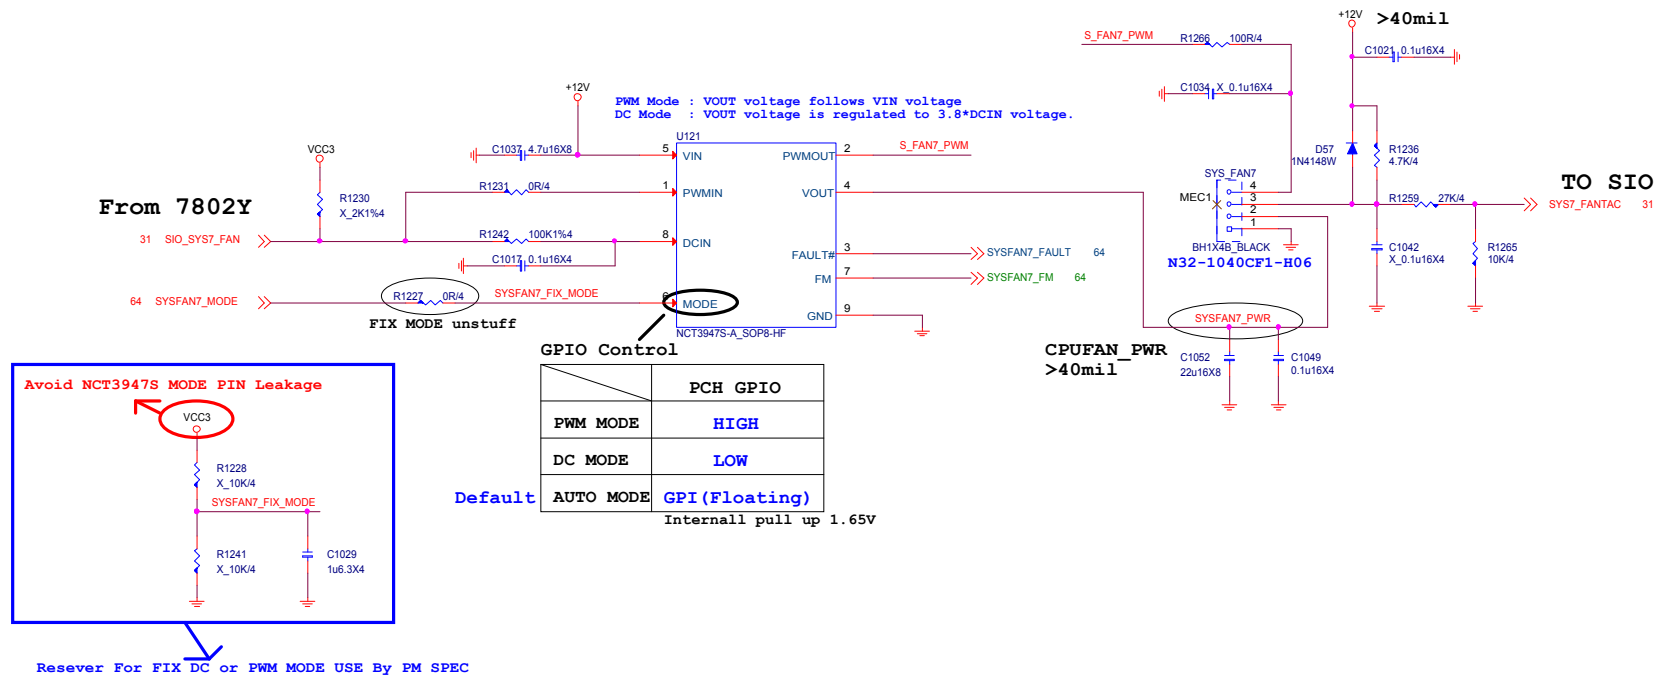 +12V >40mil
S_FAN7_PWM R1266 100R/4
C1021 0.1u16X4
+12V
C1034 X_0.1u16X4
PWM Mode : VOUT voltage follows VIN voltage
DC Mode : VOUT voltage is regulated to 3.8*DCIN voltage.
U121
VCC3
C1037 4.7u16X8 5 VIN PWMOUT 2 S_FAN7_PWM
D57
1N4148W
R1236
4.7K/4
SYS_FAN7
R1231 0R/4 1 PWMIN VOUT 4
MEC1
4
3
2
1
R1230
X_2K1%4
From 7802Y
TO SIO
R1259 27K/4 SYS7_FANTAC 31
31 SIO_SYS7_FAN R1242 100K1%4 8 DCIN
FAULT# 3 SYSFAN7_FAULT 64
BH1X4B_BLACK
N32-1040CF1-H06
C1042
X_0.1u16X4
R1265
10K/4
C1017 0.1u16X4
FM 7 SYSFAN7_FM 64
64 SYSFAN7_MODE R1227 0R/4 SYSFAN7_FIX_MODE 6 MODE
GND 9
FIX MODE unstuff
NCT3947S-A_SOP8-HF
SYSFAN7_PWR
GPIO Control
CPUFAN_PWR
>40mil
C1052
22u16X8
C1049
0.1u16X4
PCH GPIO
PWM MODE HIGH
DC MODE LOW
Default AUTO MODE GPI(Floating)
Internall pull up 1.65V
Avoid NCT3947S MODE PIN Leakage
VCC3
R1228
X_10K/4
SYSFAN7_FIX_MODE
R1241
X_10K/4
C1029
1u6.3X4
Resever For FIX DC or PWM MODE USE By PM SPEC